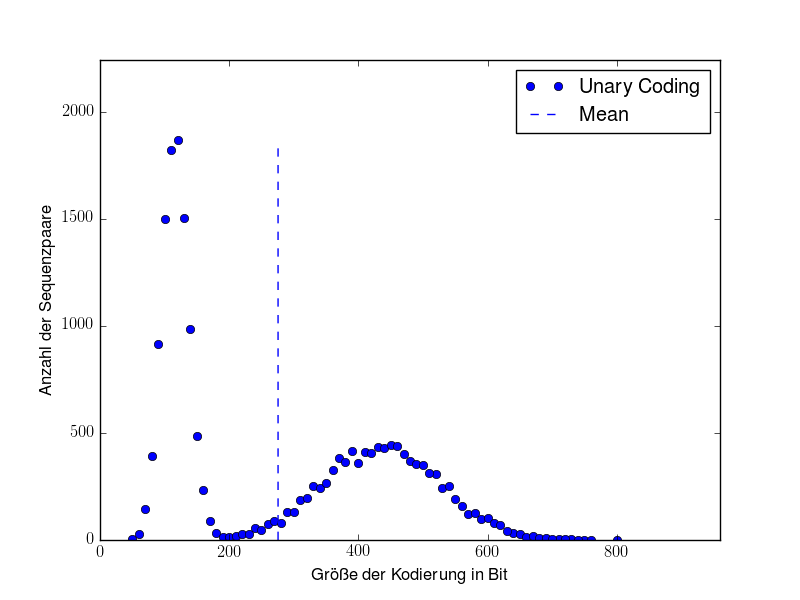 Unary Coding
Mean
2000
1500
1000
500
0
0 200 400 600 800
Anzahl der Sequenzpaare
Größe der Kodierung in Bit